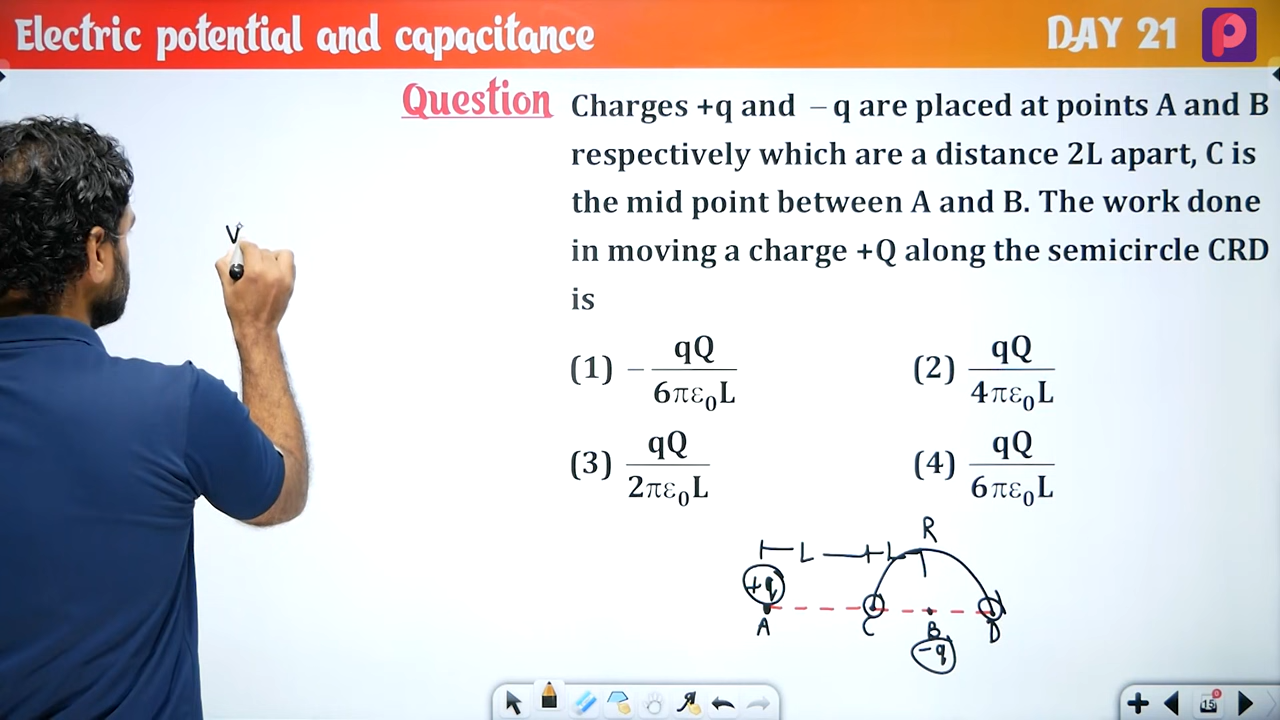 Electric potential and capacitance
DAY 21
Question
Charges +q and −q are placed at points A and B
respectively which are a distance 2L apart, C is
the mid point between A and B. The work done
in moving a charge +Q along the semicircle CRD
is
(1) − qQ / 6πε₀L
(2) qQ / 4πε₀L
(3) qQ / 2πε₀L
(4) qQ / 6πε₀L
V
R
L
L
+q
A
C
B
D
−q
15